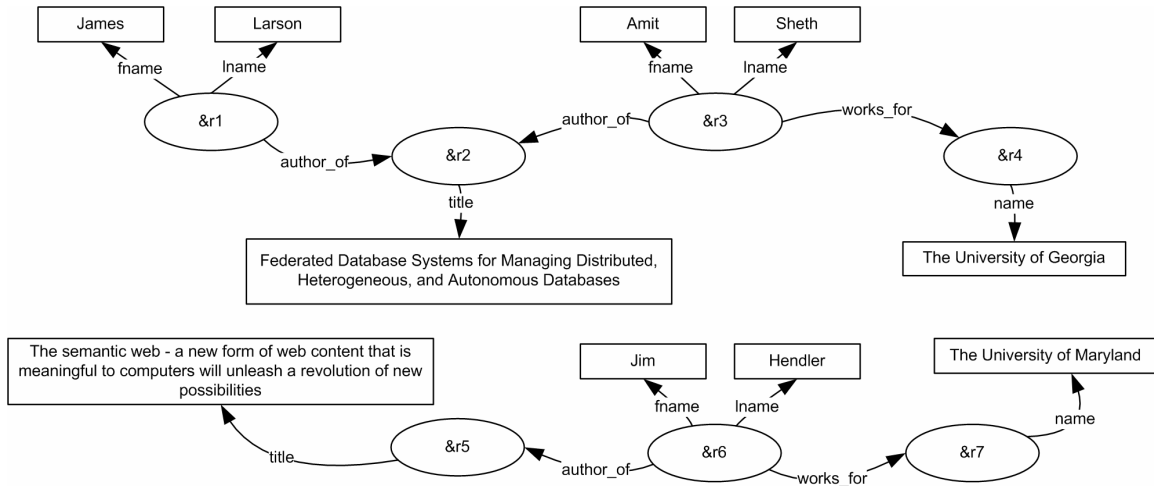 James
Larson
Amit
Sheth
fname
lname
fname
lname
&r1
&r3
author_of
works_for
author_of
&r2
&r4
title
name
Federated Database Systems for Managing Distributed,
Heterogeneous, and Autonomous Databases
The University of Georgia
The semantic web - a new form of web content that is
meaningful to computers will unleash a revolution of new
possibilities
Jim
Hendler
The University of Maryland
fname
lname
name
&r5
&r6
&r7
title
author_of
works_for